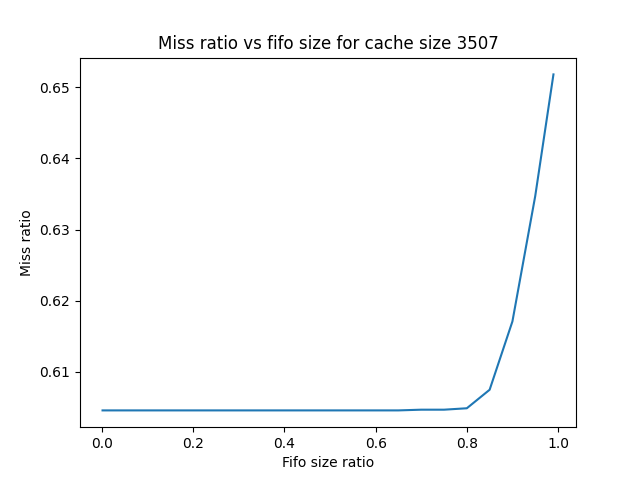 Miss ratio vs fifo size for cache size 3507
0.65
0.64
0.63
0.62
0.61
Miss ratio
0.0 0.2 0.4 0.6 0.8 1.0
Fifo size ratio